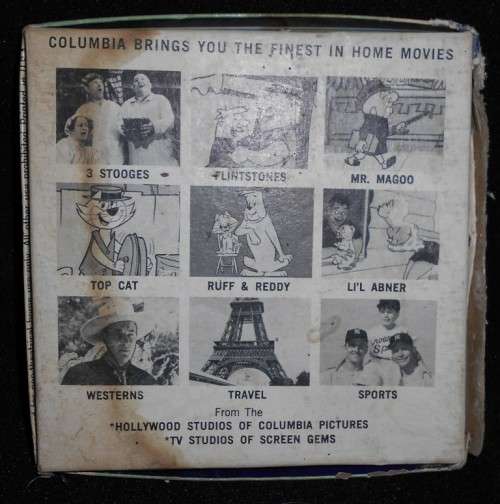 COLUMBIA BRINGS YOU THE FINEST IN HOME MOVIES
3 STOOGES
FLINTSTONES
MR. MAGOO
TOP CAT
RUFF & REDDY
LI'L ABNER
WESTERNS
TRAVEL
SPORTS
From The
*HOLLYWOOD STUDIOS OF COLUMBIA PICTURES
*TV STUDIOS OF SCREEN GEMS